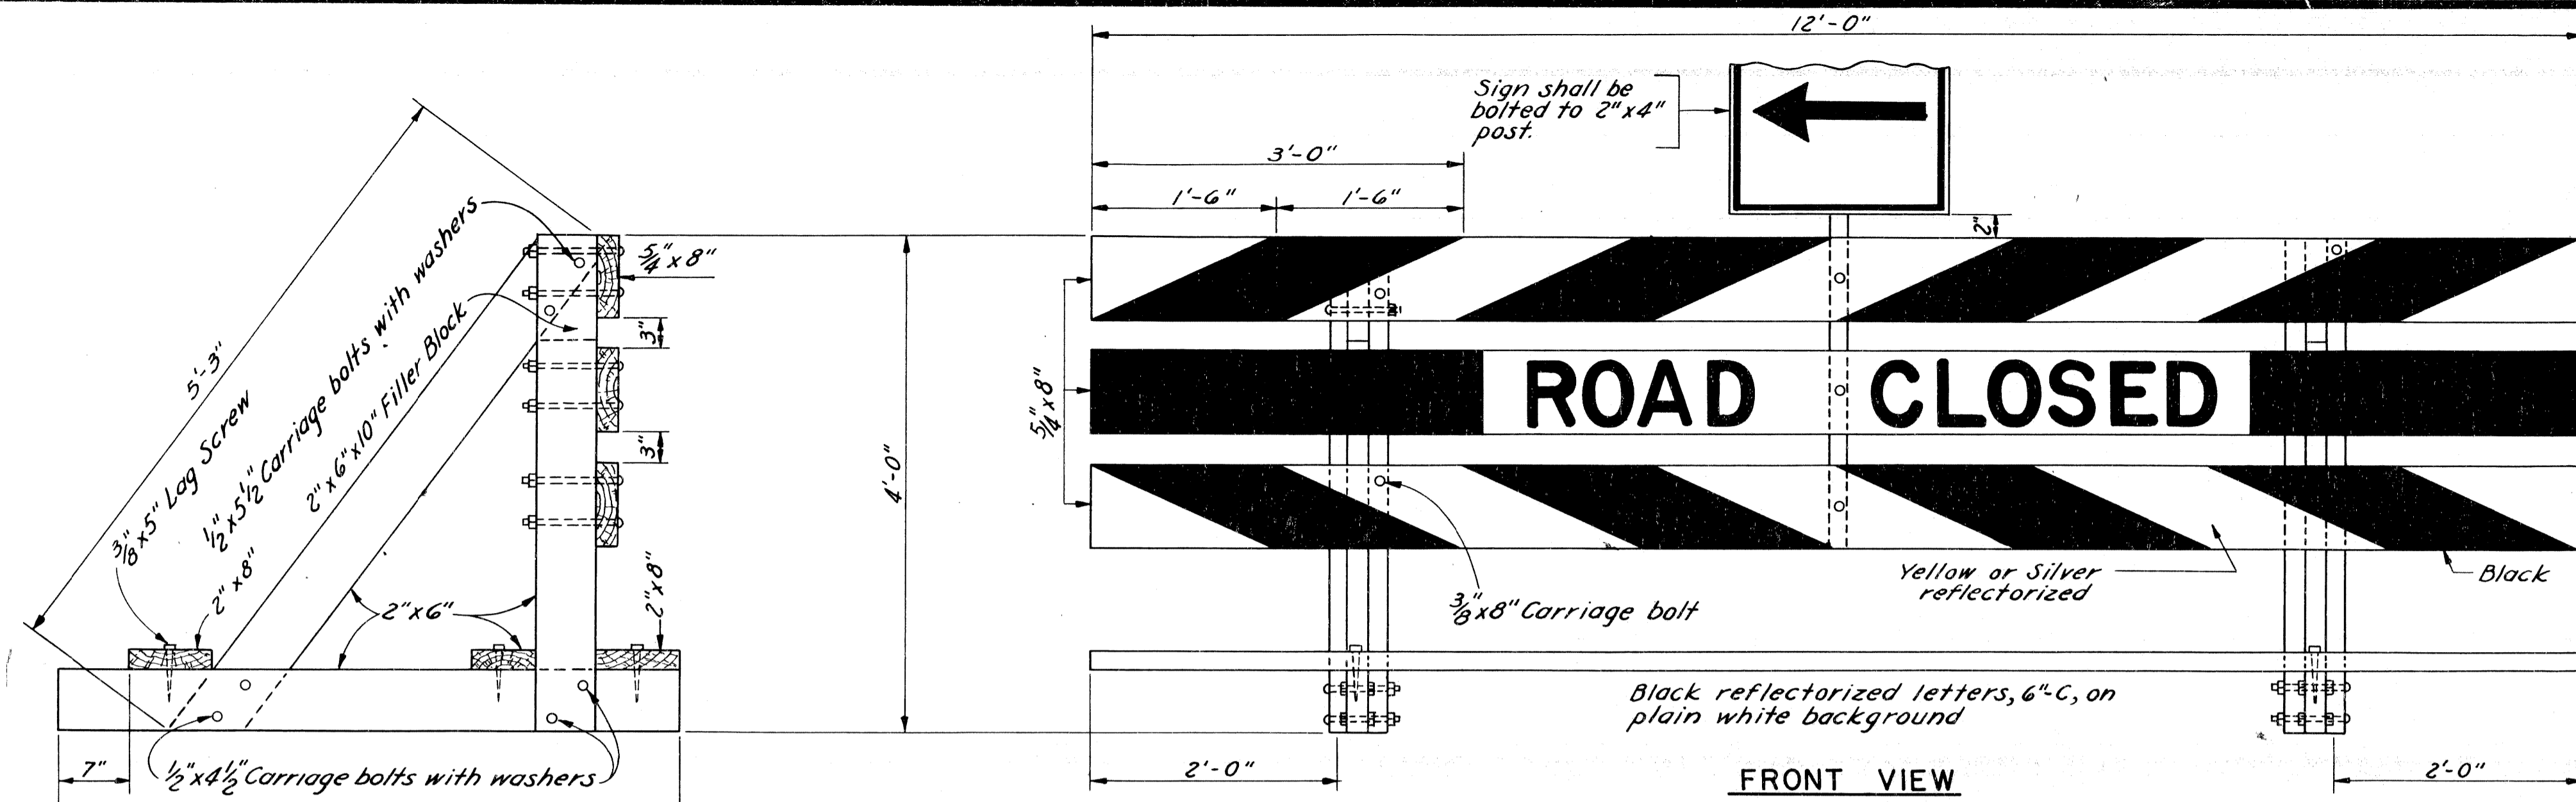 12'-0"
Sign shall be
bolted to 2"x4"
post.
3'-0"
1'-6"
1'-6"
2"
5/4" x 8"
5'-3"
3/8"x5" Lag Screw
1/2"x5 1/2" Carriage bolts with washers
2"x6"x10" Filler Block
2" x 8"
3"
3"
4'-0"
5/4" x 8"
ROAD CLOSED
2"x6"
2"x8"
3/8"x8" Carriage bolt
Yellow or Silver
reflectorized
Black
Black reflectorized letters, 6"-C, on
plain white background
7"
1/2"x4 1/2" Carriage bolts with washers
2'-0"
FRONT VIEW
2'-0"